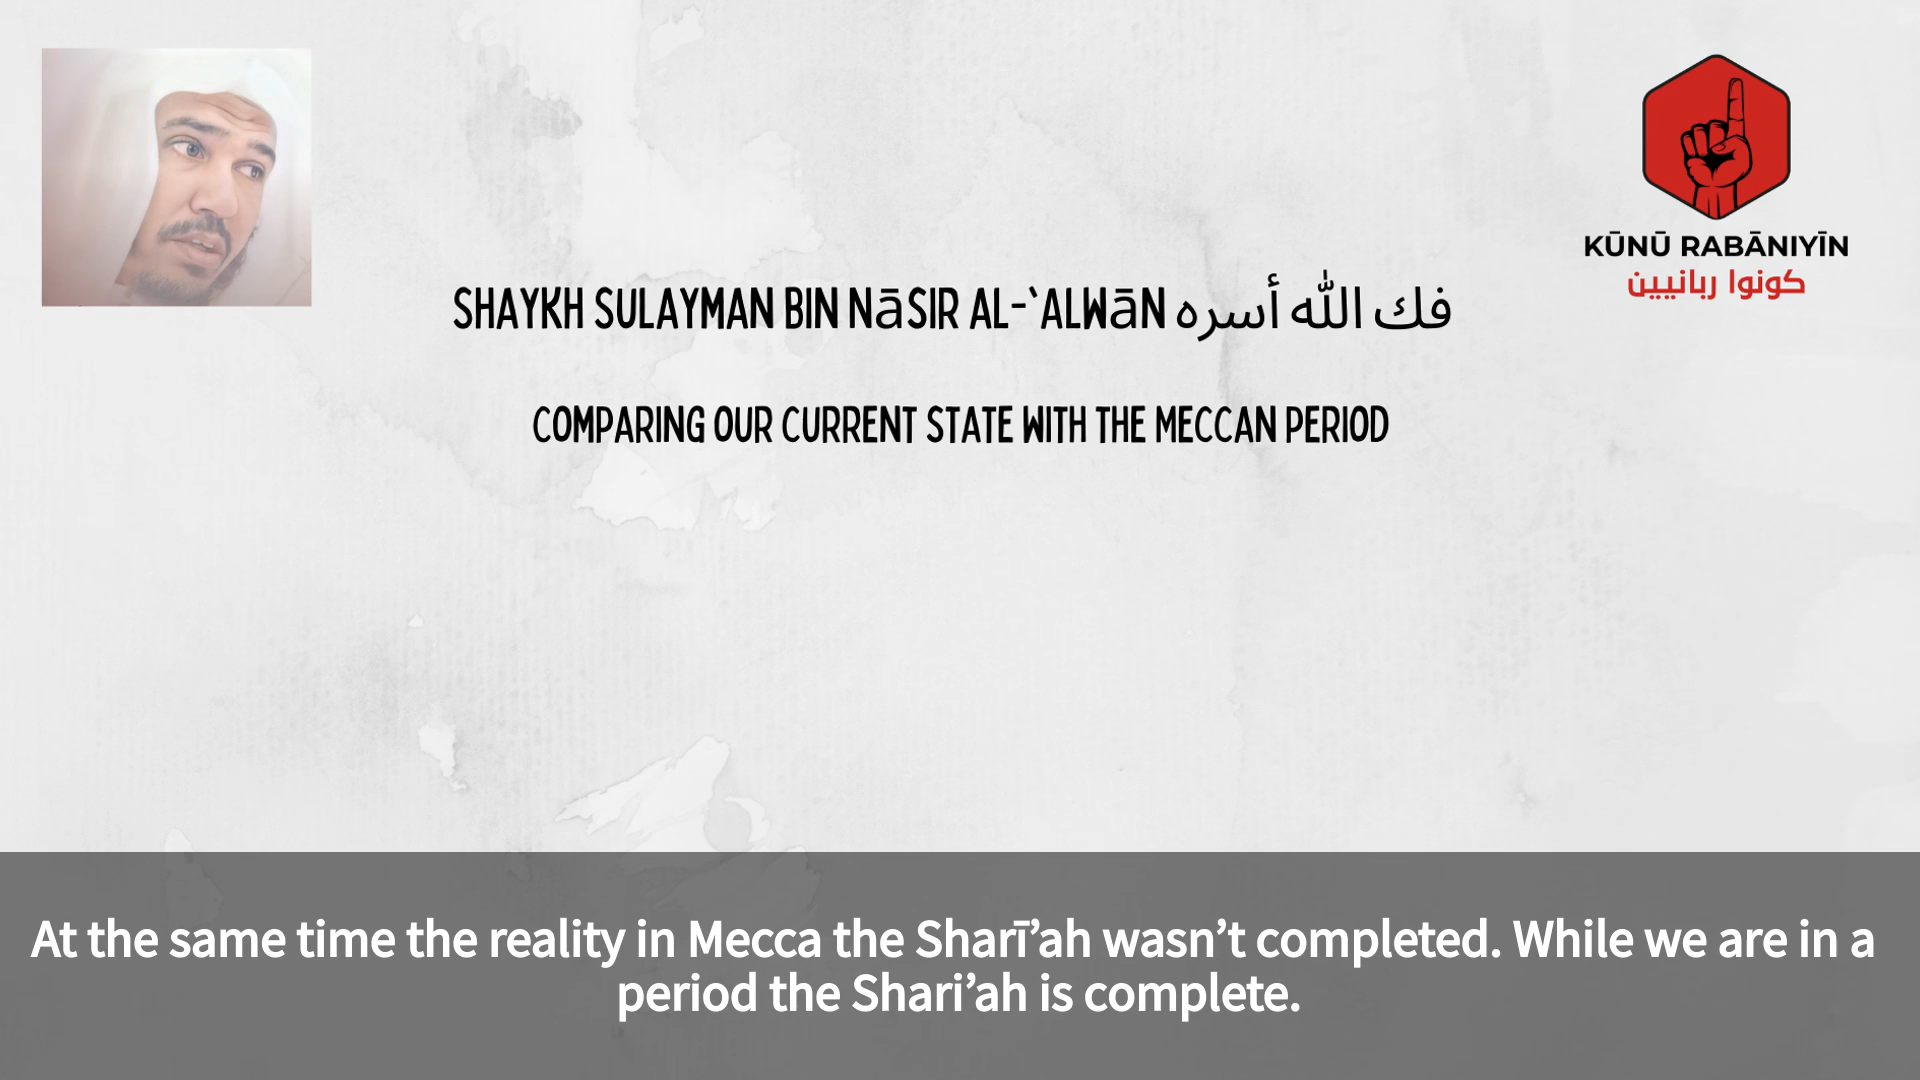 KŪNŪ RABĀNIYĪN
كونوا ربانيين
SHAYKH SULAYMAN BIN NāSIR AL-`ALWāN فك الله أسره
COMPARING OUR CURRENT STATE WITH THE MECCAN PERIOD
At the same time the reality in Mecca the Sharī’ah wasn’t completed. While we are in a
period the Shari’ah is complete.